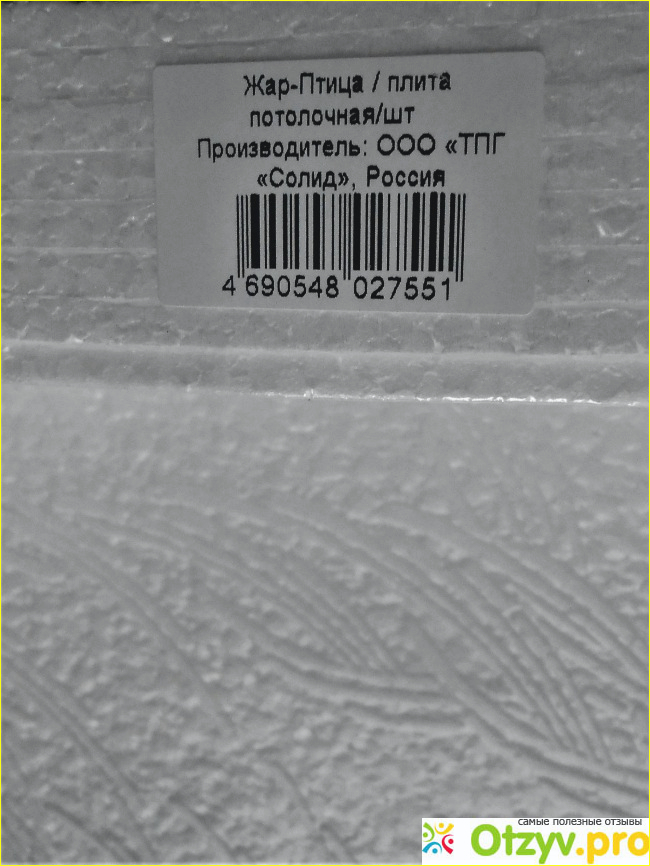 Жар-Птица / плита
потолочная/шт
Производитель: ООО «ТПГ
«Солид», Россия
4 690548 027551
самые полезные отзывы
Otzyv.pro